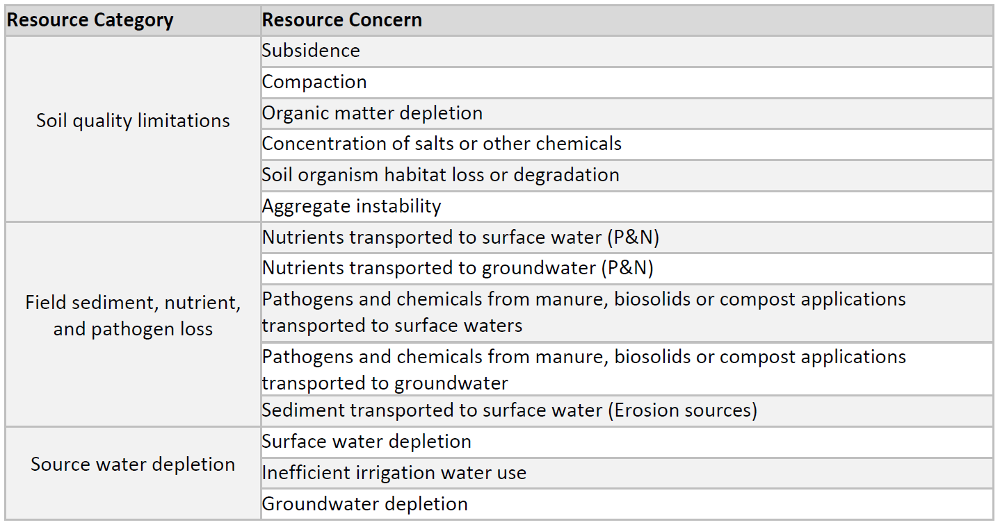 Resource Category
Resource Concern
Soil quality limitations
Subsidence
Compaction
Organic matter depletion
Concentration of salts or other chemicals
Soil organism habitat loss or degradation
Aggregate instability
Field sediment, nutrient,
and pathogen loss
Nutrients transported to surface water (P&N)
Nutrients transported to groundwater (P&N)
Pathogens and chemicals from manure, biosolids or compost applications
transported to surface waters
Pathogens and chemicals from manure, biosolids or compost applications
transported to groundwater
Sediment transported to surface water (Erosion sources)
Source water depletion
Surface water depletion
Inefficient irrigation water use
Groundwater depletion